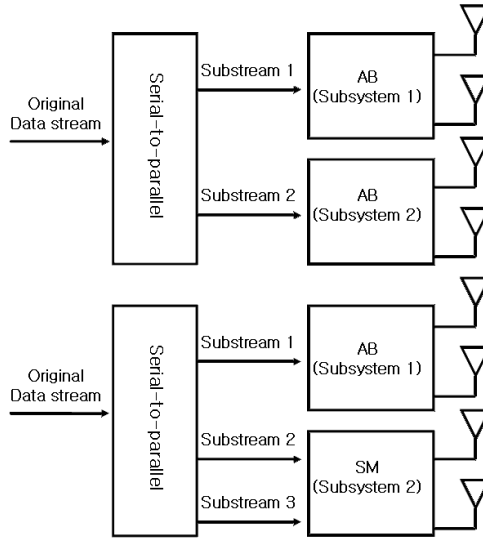 Original
Data stream
Serial-to-parallel
Substream 1
AB
(Subsystem 1)
Substream 2
AB
(Subsystem 2)
Original
Data stream
Serial-to-parallel
Substream 1
AB
(Subsystem 1)
Substream 2
SM
(Subsystem 2)
Substream 3